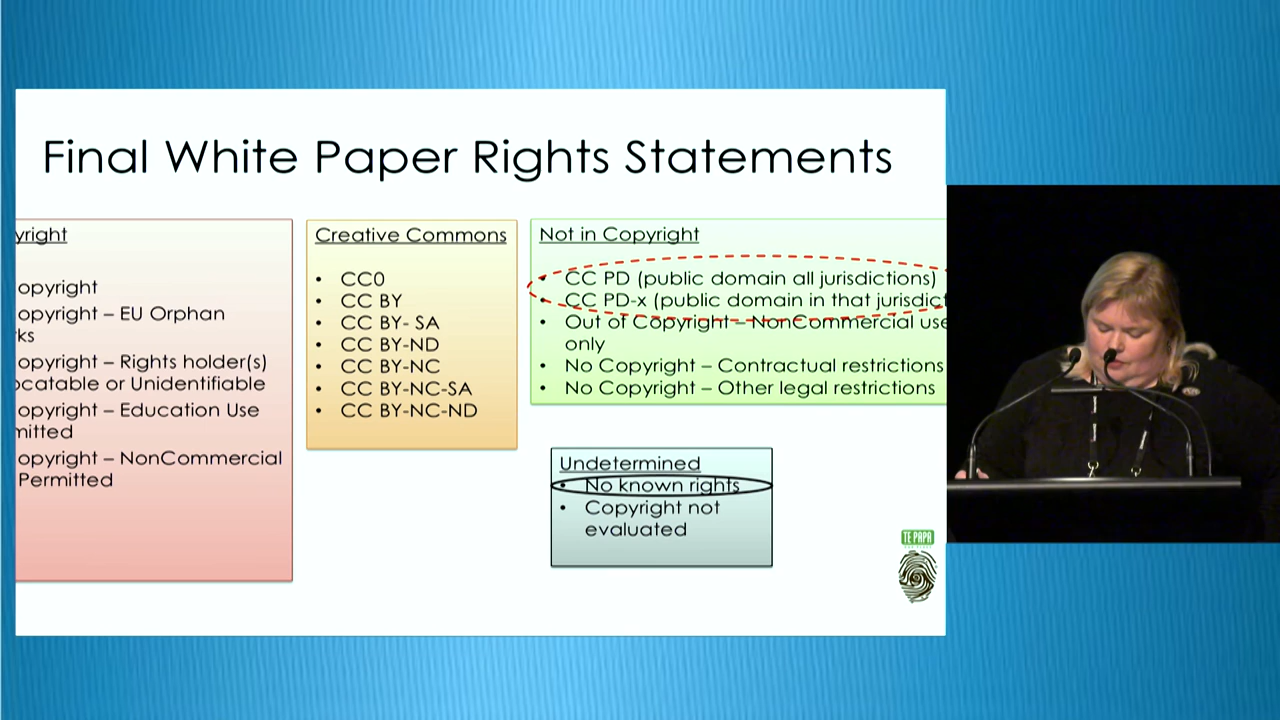 Final White Paper Rights Statements
yright
opyright
opyright – EU Orphan
ks
opyright – Rights holder(s)
ocatable or Unidentifiable
opyright – Education Use
mitted
opyright – NonCommercial
Permitted
Creative Commons
• CC0
• CC BY
• CC BY- SA
• CC BY-ND
• CC BY-NC
• CC BY-NC-SA
• CC BY-NC-ND
Not in Copyright
• CC PD (public domain all jurisdictions)
• CC PD-x (public domain in that jurisdict
• Out of Copyright – NonCommercial use
only
• No Copyright – Contractual restrictions
• No Copyright – Other legal restrictions
Undetermined
• No known rights
• Copyright not
evaluated
TE PAPA